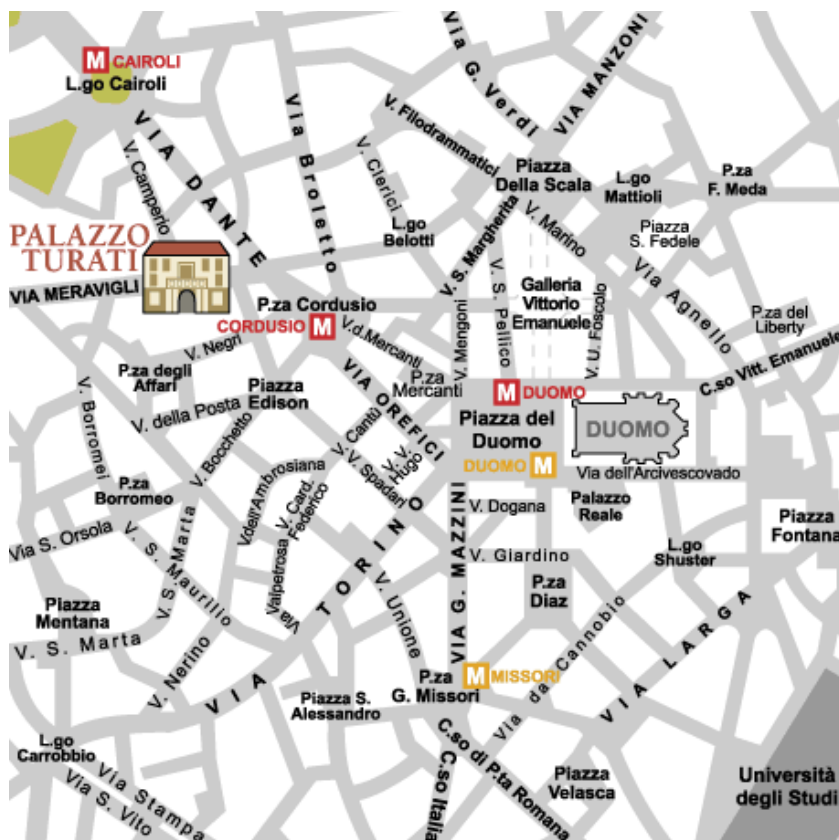 M CAIROLI
L.go Cairoli
VIA DANTE
V. Camperio
Via Broletto
V. Clerici
V. Filodrammatici
Via G. Verdi
VIA MANZONI
Piazza
Della Scala
L.go
Mattioli
P.za
F. Meda
L.go
Belotti
V. S. Margherita
V. Marino
Piazza
S. Fedele
PALAZZO
TURATI
VIA MERAVIGLI
P.za Cordusio
CORDUSIO M
V.d.Mercanti
V. Mengoni
V. S. Pellico
Galleria
Vittorio
Emanuele
V. U. Foscolo
Via Agnello
P.za del
Liberty
C.so Vitt. Emanuele
V. Negri
P.za degli
Affari
V. Borromei
V. della Posta
Piazza
Edison
VIA OREFICI
P.za
Mercanti
M DUOMO
Piazza del
Duomo
DUOMO
DUOMO M
Via dell'Arcivescovado
V. Bocchetto
V. Cantù
V. V.
Hugo
V. Spadari
V.dell'Ambrosiana
V. Card.
Federico
P.za
Borromeo
Via S. Orsola
V. S. Maurilio
V. S. Marta
Via
Valpetrosa
VIA TORINO
VIA G. MAZZINI
V. Dogana
Palazzo
Reale
Piazza
Fontana
V. Giardino
L.go
Shuster
P.za
Diaz
V. Unione
Piazza
Mentana
V. S. Marta
V. Nerino
Via da Cannobio
VIA LARGA
M MISSORI
P.za
G. Missori
Piazza S.
Alessandro
L.go
Carrobbio
Via Stampa
Via S. Vito
C.so Italia
C.so di P.ta Romana
Piazza
Velasca
Università
degli Studi